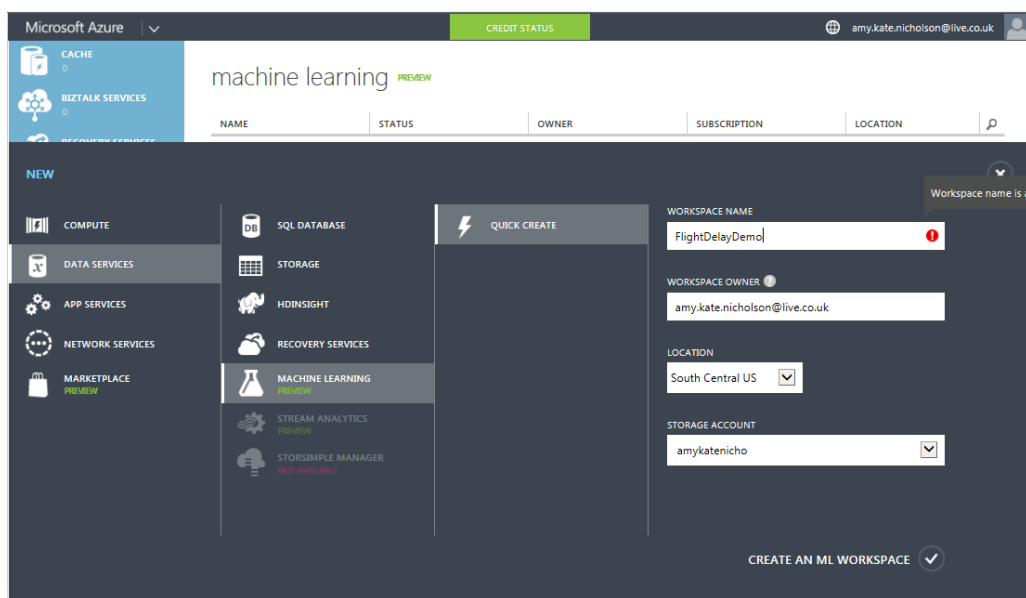 Microsoft Azure
CREDIT STATUS
amy.kate.nicholson@live.co.uk
CACHE
0
BIZTALK SERVICES
0
RECOVERY SERVICES
machine learning PREVIEW
NAME STATUS OWNER SUBSCRIPTION LOCATION
NEW
Workspace name is a
COMPUTE
DATA SERVICES
APP SERVICES
NETWORK SERVICES
MARKETPLACE
PREVIEW
DB
SQL DATABASE
STORAGE
HDINSIGHT
RECOVERY SERVICES
MACHINE LEARNING
PREVIEW
STREAM ANALYTICS
PREVIEW
STORSIMPLE MANAGER
NOT AVAILABLE
QUICK CREATE
WORKSPACE NAME
FlightDelayDemo
WORKSPACE OWNER ?
amy.kate.nicholson@live.co.uk
LOCATION
South Central US
STORAGE ACCOUNT
amykatenicho
CREATE AN ML WORKSPACE